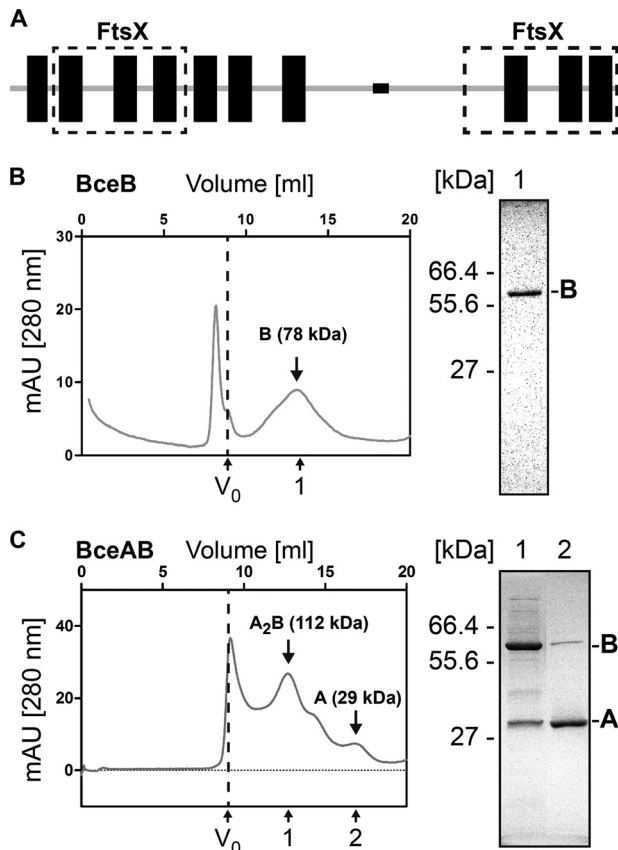 A
FtsX FtsX
B
BceB Volume [ml]
0 5 10 15 20
mAU [280 nm]
30
20
10
0
B (78 kDa)
V0 1
[kDa] 1
66.4 -
55.6 -
27 -
-B
C
BceAB Volume [ml]
0 5 10 15 20
mAU [280 nm]
40
20
0
A2B (112 kDa)
A (29 kDa)
V0 1 2
[kDa] 1 2
66.4 -
55.6 -
27 -
-B
-A